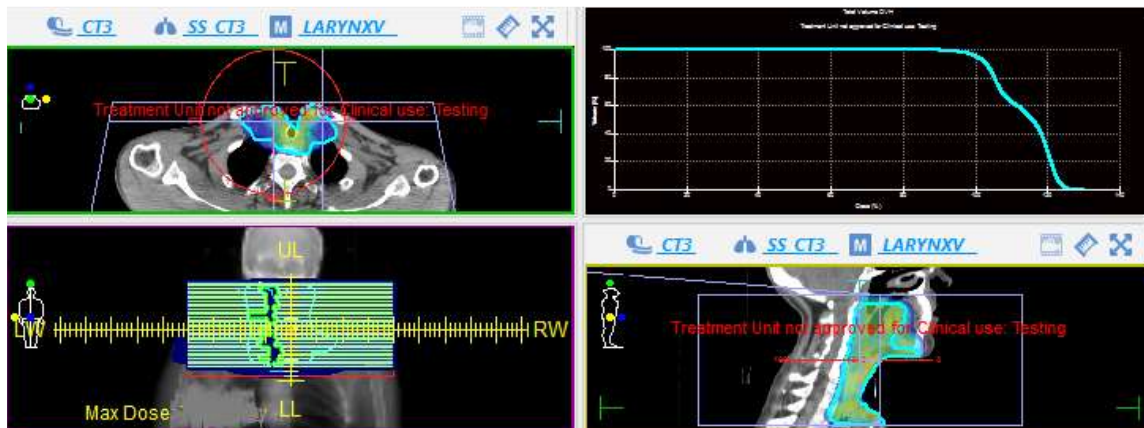 CT3 SS CT3 M LARYNXV
Treatment Unit not approved for Clinical use: Testing
Total Volume DVH
Treatment Unit not approved for Clinical use: Testing
Volume (%)
Dose (%)
UL
RW
LL
Max Dose
CT3 SS CT3 M LARYNXV
Treatment Unit not approved for Clinical use: Testing